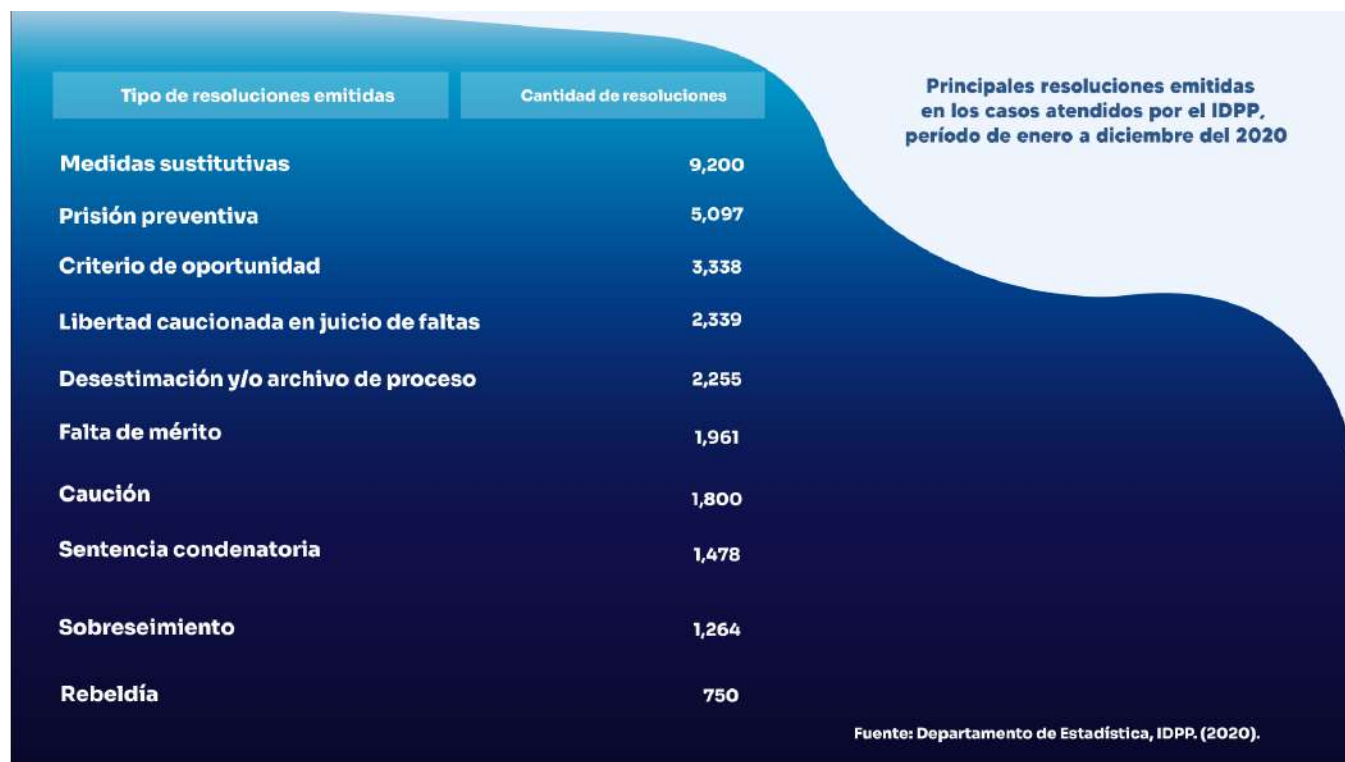 Principales resoluciones emitidas
en los casos atendidos por el IDPP,
período de enero a diciembre del 2020
Tipo de resoluciones emitidas Cantidad de resoluciones
Medidas sustitutivas 9,200
Prisión preventiva 5,097
Criterio de oportunidad 3,338
Libertad caucionada en juicio de faltas 2,339
Desestimación y/o archivo de proceso 2,255
Falta de mérito 1,961
Caución 1,800
Sentencia condenatoria 1,478
Sobreseimiento 1,264
Rebeldía 750
Fuente: Departamento de Estadística, IDPP. (2020).